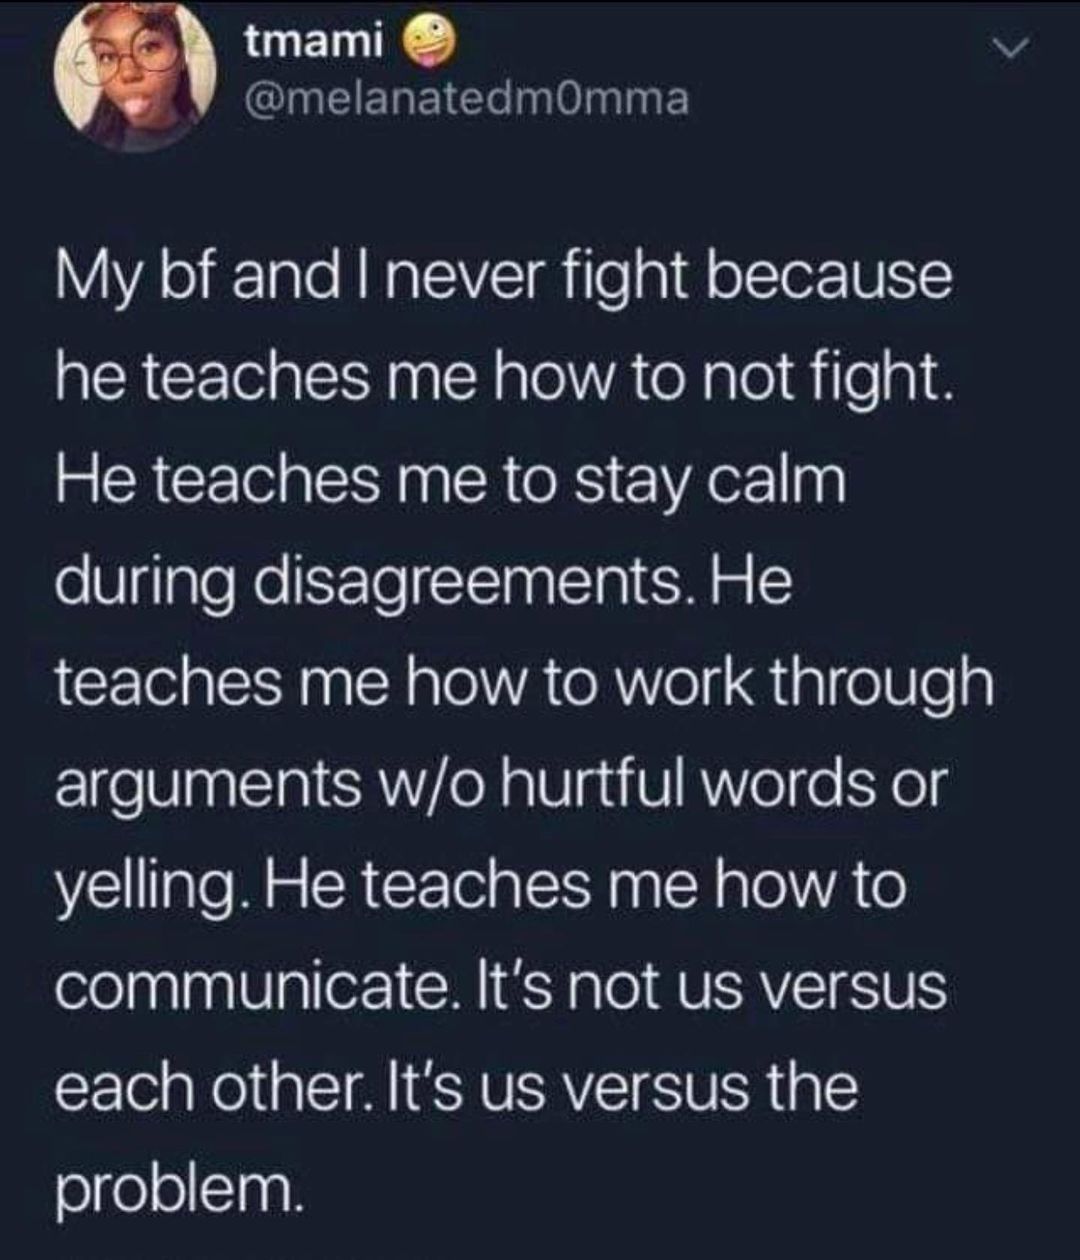 tmami 🤪
@melanatedm0mma
My bf and I never fight because
he teaches me how to not fight.
He teaches me to stay calm
during disagreements. He
teaches me how to work through
arguments w/o hurtful words or
yelling. He teaches me how to
communicate. It's not us versus
each other. It's us versus the
problem.